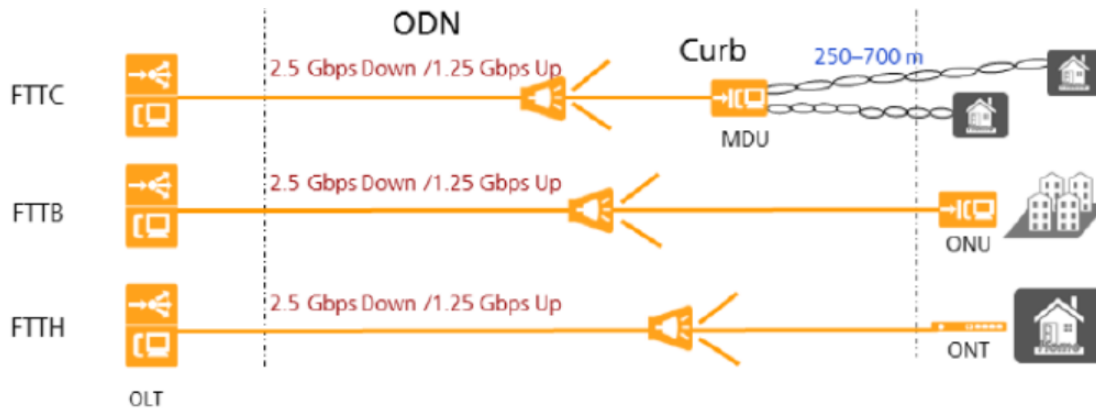 ODN
Curb
FTTC
2.5 Gbps Down /1.25 Gbps Up
250–700 m
MDU
FTTB
2.5 Gbps Down /1.25 Gbps Up
ONU
FTTH
2.5 Gbps Down /1.25 Gbps Up
ONT
Home
OLT